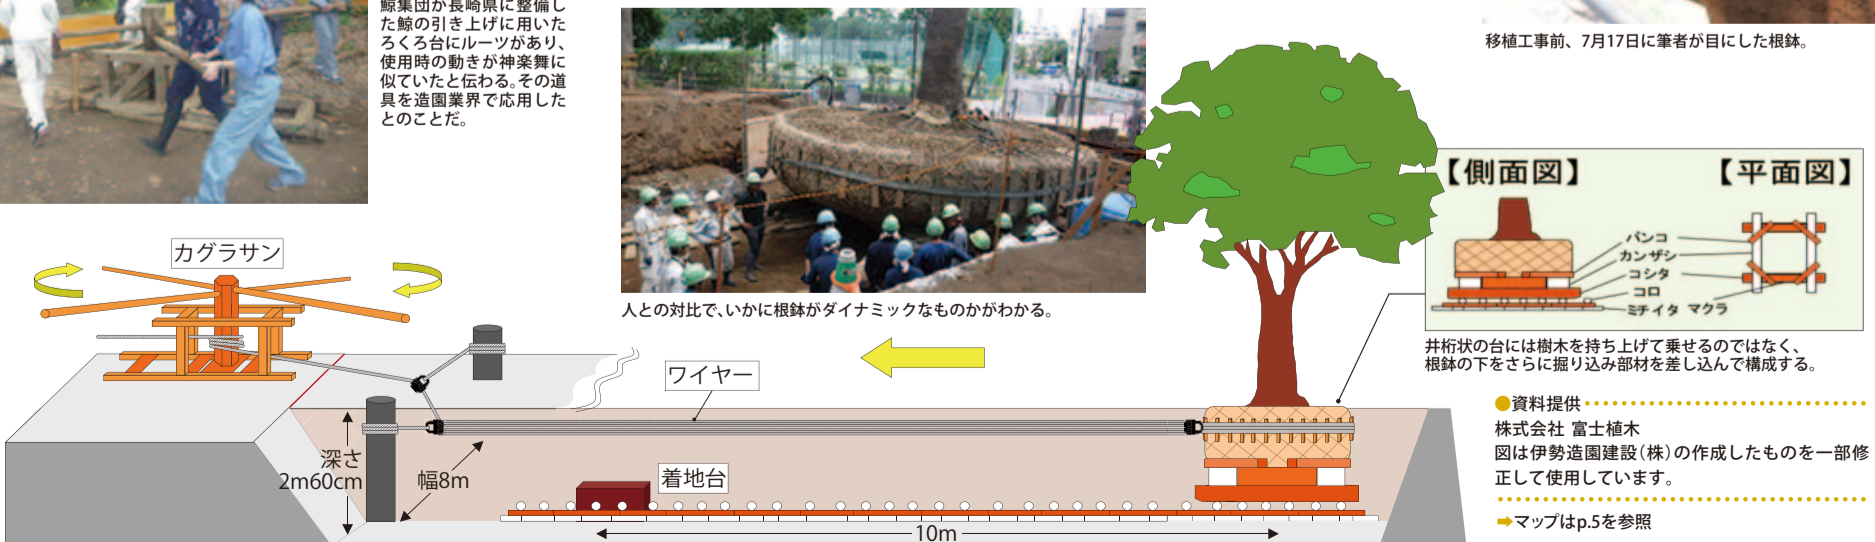 鯨集団が長崎県に整備し
た鯨の引き上げに用いた
ろくろ台にルーツがあり、
使用時の動きが神楽舞に
似ていたと伝わる。その道
具を造園業界で応用した
とのことだ。
人との対比で、いかに根鉢がダイナミックなものかがわかる。
移植工事前、7月17日に筆者が目にした根鉢。
【側面図】
【平面図】
バンコ
カンザシ
コシタ
コロ
ミチイタ
マクラ
井桁状の台には樹木を持ち上げて乗せるのではなく、
根鉢の下をさらに掘り込み部材を差し込んで構成する。
カグラサン
ワイヤー
深さ
2m60cm
幅8m
着地台
10m
●資料提供
株式会社 富士植木
図は伊勢造園建設（株）の作成したものを一部修
正して使用しています。
➡マップはp.5を参照